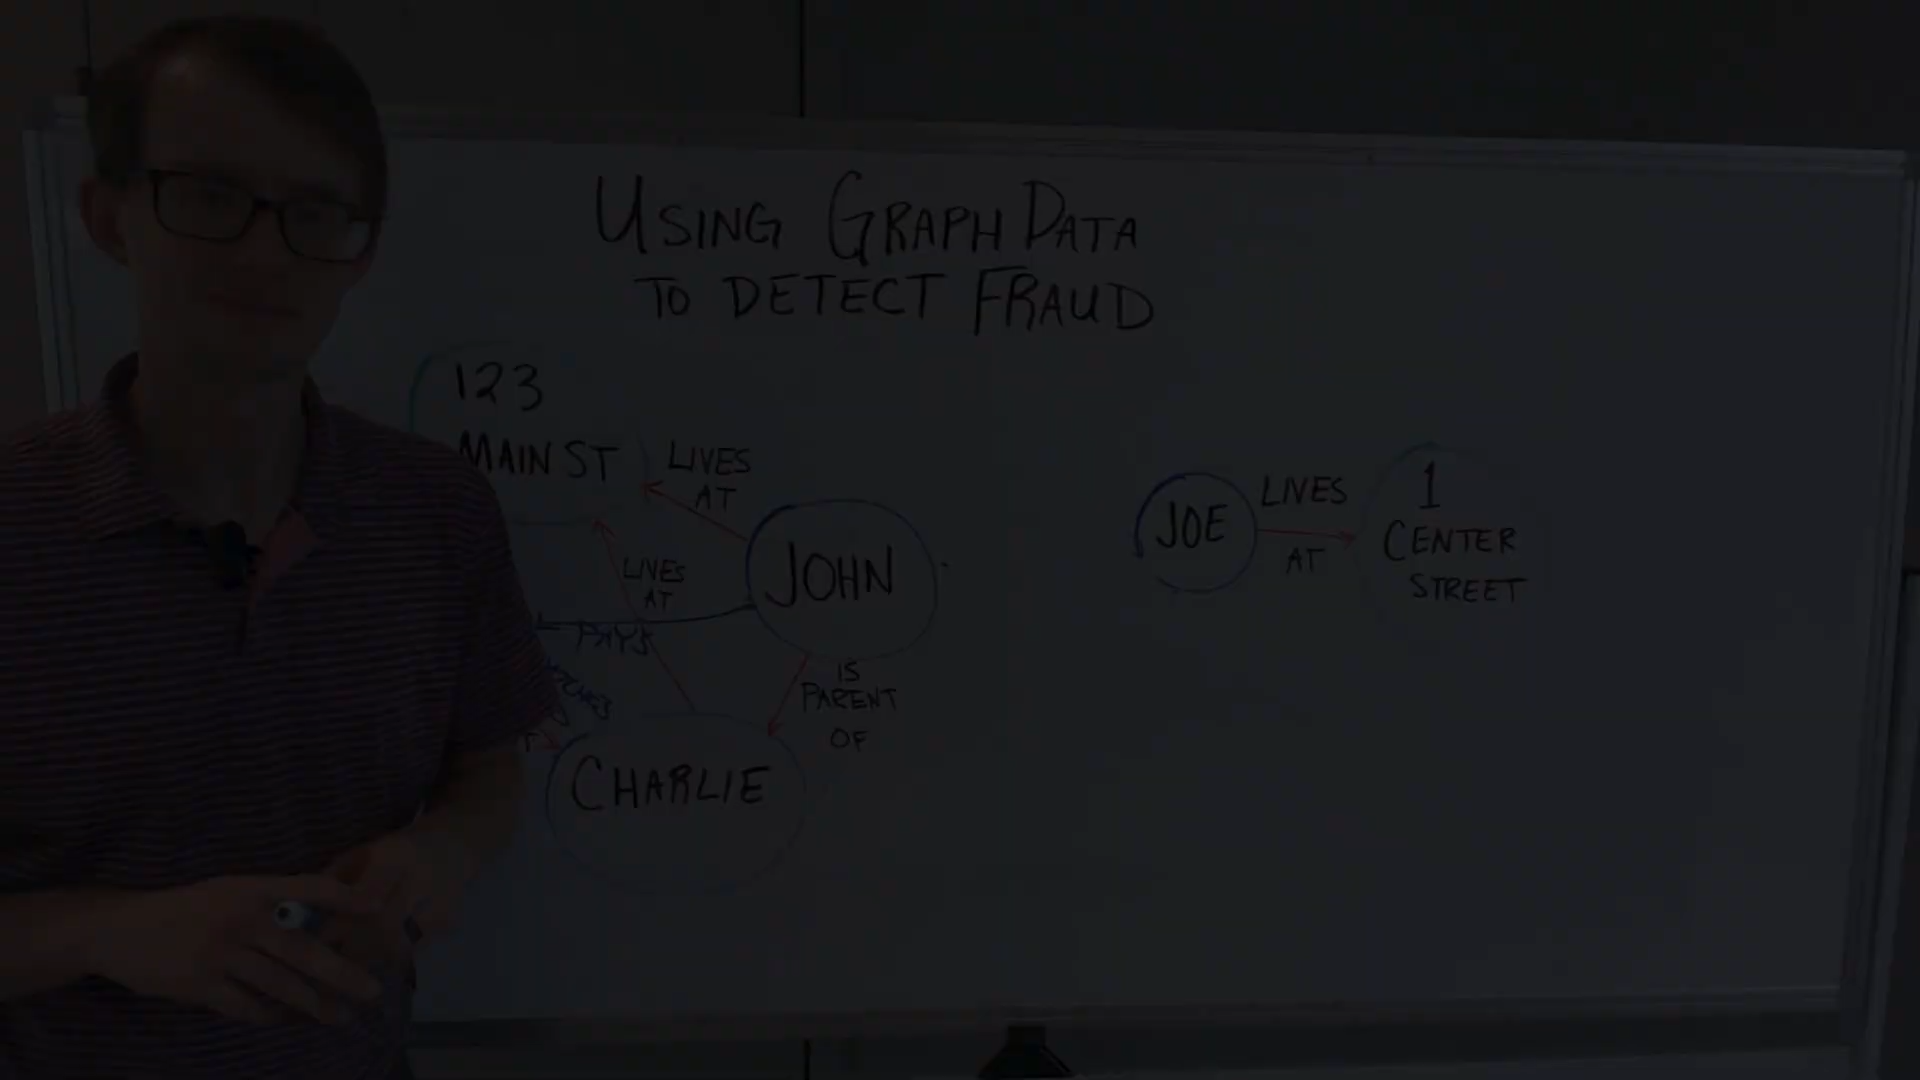 USING GRAPH DATA
TO DETECT FRAUD
123
MAIN ST
LIVES
AT
JOHN
LIVES
AT
PAYS
IS
PARENT
OF
CHARLIE
JOE
LIVES
AT
1
CENTER
STREET